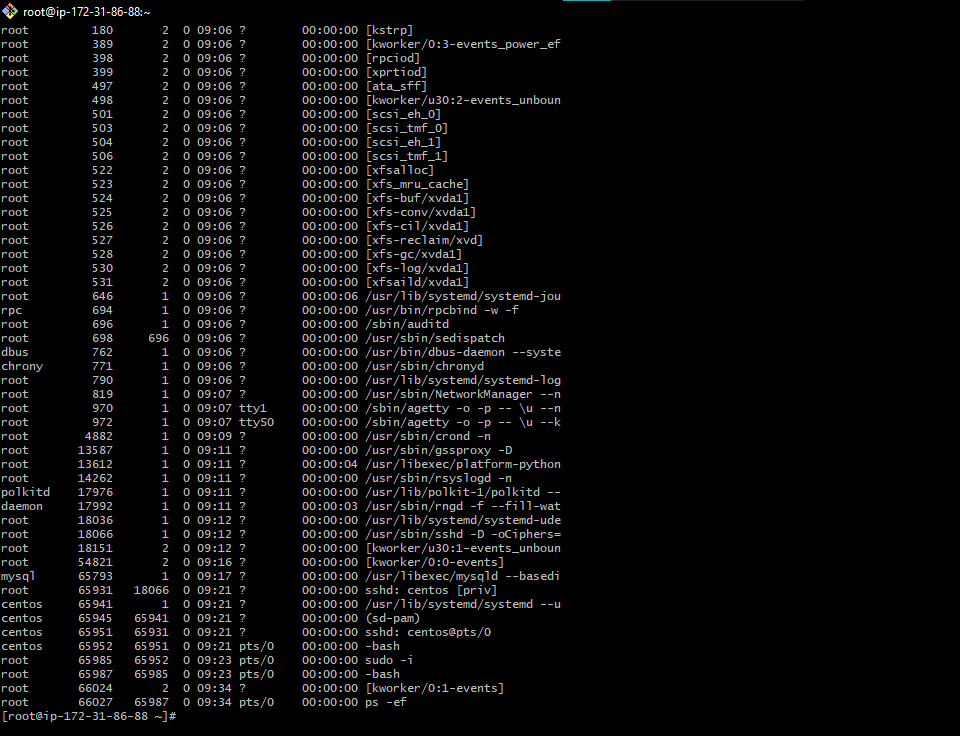 root@ip-172-31-86-88:~
root 180 2 0 09:06 ? 00:00:00 [kstrp]
root 389 2 0 09:06 ? 00:00:00 [kworker/0:3-events_power_ef
root 398 2 0 09:06 ? 00:00:00 [rpciod]
root 399 2 0 09:06 ? 00:00:00 [xprtiod]
root 497 2 0 09:06 ? 00:00:00 [ata_sff]
root 498 2 0 09:06 ? 00:00:00 [kworker/u30:2-events_unboun
root 501 2 0 09:06 ? 00:00:00 [scsi_eh_0]
root 503 2 0 09:06 ? 00:00:00 [scsi_tmf_0]
root 504 2 0 09:06 ? 00:00:00 [scsi_eh_1]
root 506 2 0 09:06 ? 00:00:00 [scsi_tmf_1]
root 522 2 0 09:06 ? 00:00:00 [xfsalloc]
root 523 2 0 09:06 ? 00:00:00 [xfs_mru_cache]
root 524 2 0 09:06 ? 00:00:00 [xfs-buf/xvda1]
root 525 2 0 09:06 ? 00:00:00 [xfs-conv/xvda1]
root 526 2 0 09:06 ? 00:00:00 [xfs-cil/xvda1]
root 527 2 0 09:06 ? 00:00:00 [xfs-reclaim/xvd]
root 528 2 0 09:06 ? 00:00:00 [xfs-gc/xvda1]
root 530 2 0 09:06 ? 00:00:00 [xfs-log/xvda1]
root 531 2 0 09:06 ? 00:00:00 [xfsaild/xvda1]
root 646 1 0 09:06 ? 00:00:06 /usr/lib/systemd/systemd-jou
rpc 694 1 0 09:06 ? 00:00:00 /usr/bin/rpcbind -w -f
root 696 1 0 09:06 ? 00:00:00 /sbin/auditd
root 698 696 0 09:06 ? 00:00:00 /usr/sbin/sedispatch
dbus 762 1 0 09:06 ? 00:00:00 /usr/bin/dbus-daemon --syste
chrony 771 1 0 09:06 ? 00:00:00 /usr/sbin/chronyd
root 790 1 0 09:06 ? 00:00:00 /usr/lib/systemd/systemd-log
root 819 1 0 09:07 ? 00:00:00 /usr/sbin/NetworkManager --n
root 970 1 0 09:07 tty1 00:00:00 /sbin/agetty -o -p -- \u --n
root 972 1 0 09:07 ttyS0 00:00:00 /sbin/agetty -o -p -- \u --k
root 4882 1 0 09:09 ? 00:00:00 /usr/sbin/crond -n
root 13587 1 0 09:11 ? 00:00:00 /usr/sbin/gssproxy -D
root 13612 1 0 09:11 ? 00:00:04 /usr/libexec/platform-python
root 14262 1 0 09:11 ? 00:00:00 /usr/sbin/rsyslogd -n
polkitd 17976 1 0 09:11 ? 00:00:00 /usr/lib/polkit-1/polkitd --
daemon 17992 1 0 09:11 ? 00:00:03 /usr/sbin/rngd -f --fill-wat
root 18036 1 0 09:12 ? 00:00:00 /usr/lib/systemd/systemd-ude
root 18066 1 0 09:12 ? 00:00:00 /usr/sbin/sshd -D -oCiphers=
root 18151 2 0 09:12 ? 00:00:00 [kworker/u30:1-events_unboun
root 54821 2 0 09:16 ? 00:00:00 [kworker/0:0-events]
mysql 65793 1 0 09:17 ? 00:00:00 /usr/libexec/mysqld --basedi
root 65931 18066 0 09:21 ? 00:00:00 sshd: centos [priv]
centos 65941 1 0 09:21 ? 00:00:00 /usr/lib/systemd/systemd --u
centos 65945 65941 0 09:21 ? 00:00:00 (sd-pam)
centos 65951 65931 0 09:21 ? 00:00:00 sshd: centos@pts/0
centos 65952 65951 0 09:21 pts/0 00:00:00 -bash
root 65985 65952 0 09:23 pts/0 00:00:00 sudo -i
root 65987 65985 0 09:23 pts/0 00:00:00 -bash
root 66024 2 0 09:34 ? 00:00:00 [kworker/0:1-events]
root 66027 65987 0 09:34 pts/0 00:00:00 ps -ef
[root@ip-172-31-86-88 ~]#